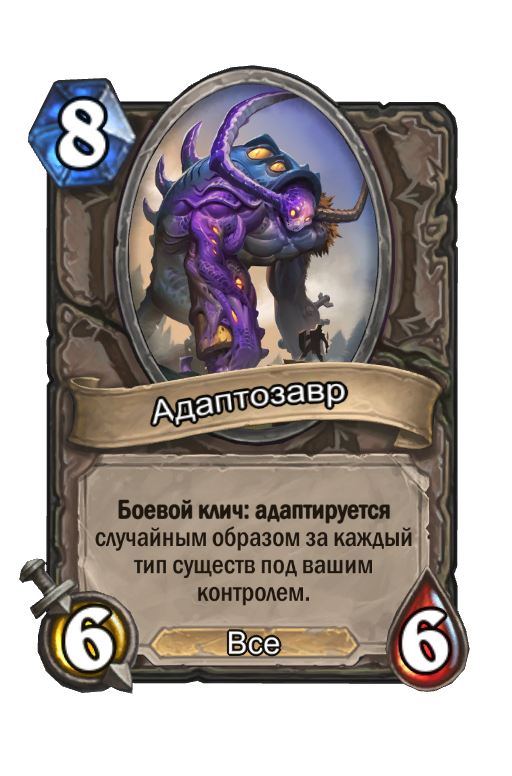 8
Адаптозавр
Боевой клич: адаптируется
случайным образом за каждый
тип существ под вашим
контролем.
6
Все
6